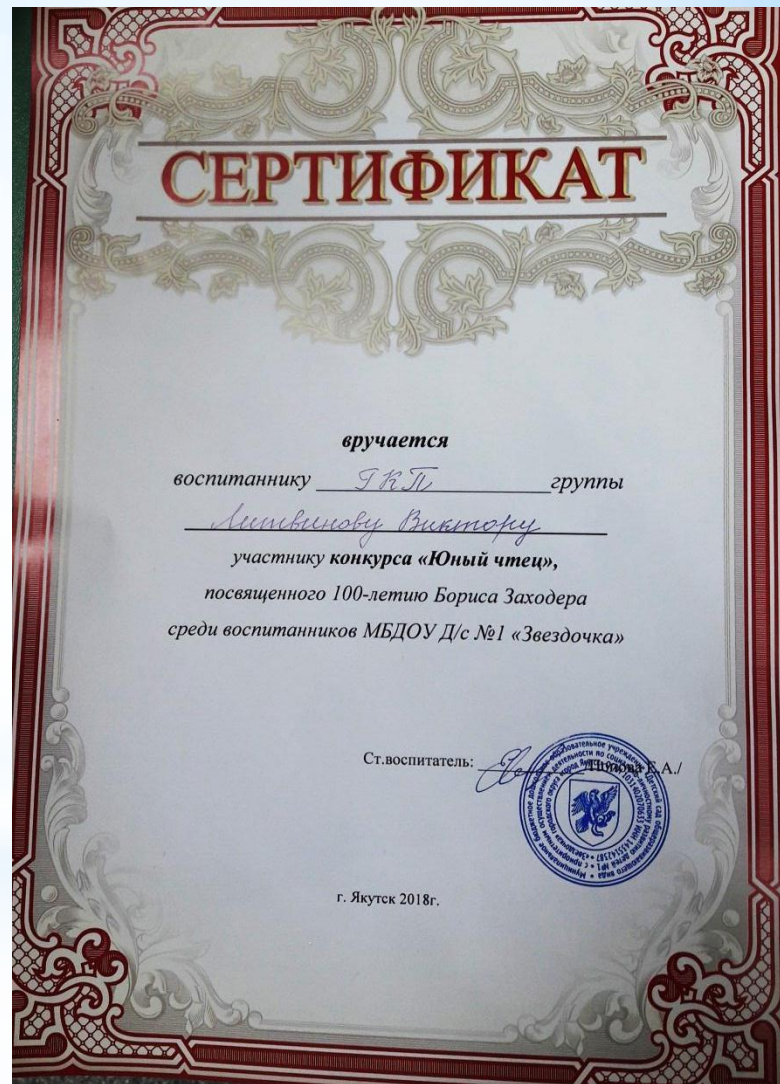 СЕРТИФИКАТ
вручается
воспитаннику ГКП группы
Литвинову Виктору
участнику конкурса «Юный чтец»,
посвященного 100-летию Бориса Заходера
среди воспитанников МБДОУ Д/с №1 «Звездочка»
Ст.воспитатель: Е.А./
г. Якутск 2018г.